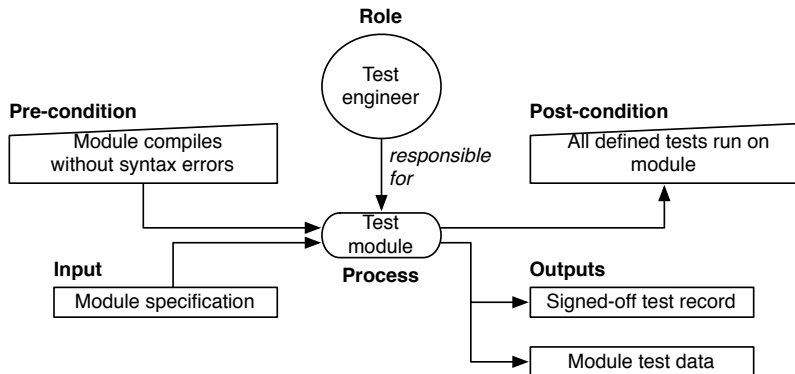 Role
Test
engineer
Pre-condition
Module compiles
without syntax errors
responsible
for
Post-condition
All defined tests run on
module
Test
module
Process
Input
Module specification
Outputs
Signed-off test record
Module test data